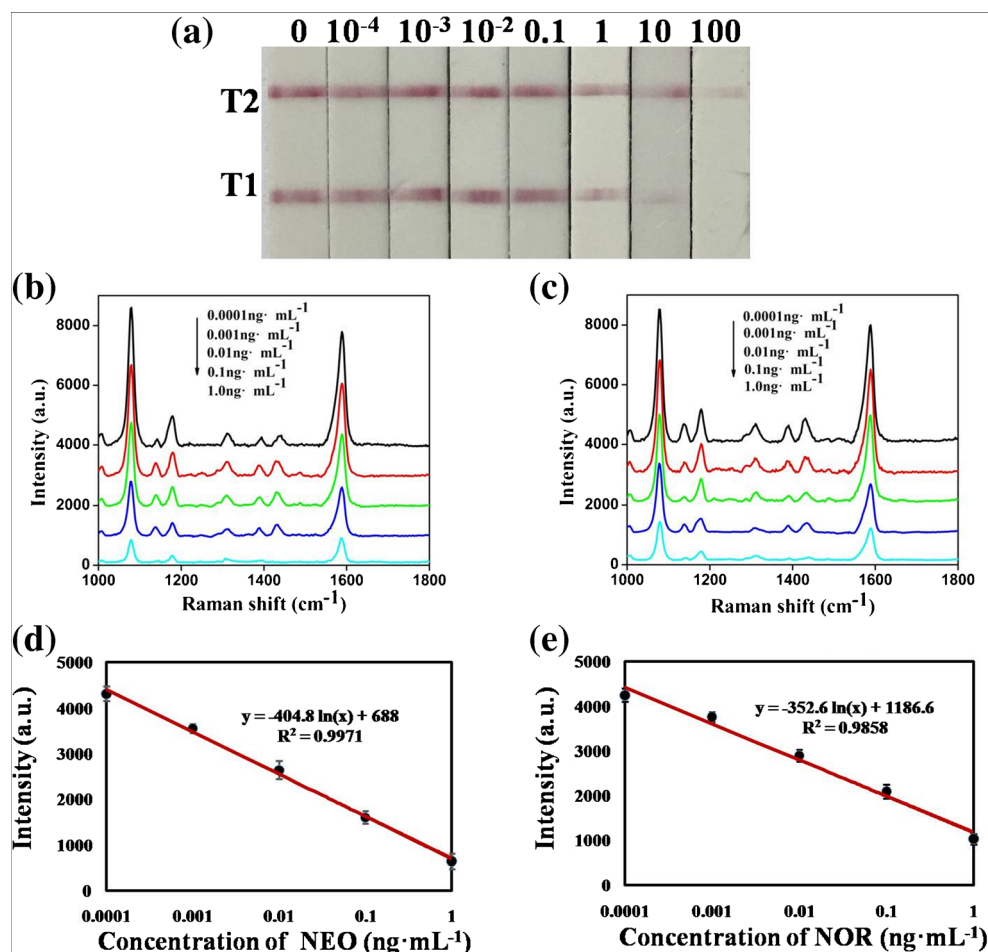 (a) 0 10⁻⁴ 10⁻³ 10⁻² 0.1 1 10 100
T2
T1
(b)
8000
6000
4000
2000
0
Intensity (a.u.)
0.0001ng· mL⁻¹
0.001ng· mL⁻¹
0.01ng· mL⁻¹
0.1ng· mL⁻¹
1.0ng· mL⁻¹
1000 1200 1400 1600 1800
Raman shift (cm⁻¹)
(c)
8000
6000
4000
2000
0
Intensity (a.u.)
0.0001ng· mL⁻¹
0.001ng· mL⁻¹
0.01ng· mL⁻¹
0.1ng· mL⁻¹
1.0ng· mL⁻¹
1000 1200 1400 1600 1800
Raman shift (cm⁻¹)
(d)
5000
4000
3000
2000
1000
0
Intensity (a.u.)
y = -404.8 ln(x) + 688
R² = 0.9971
0.0001 0.001 0.01 0.1 1
Concentration of NEO (ng·mL⁻¹)
(e)
5000
4000
3000
2000
1000
0
Intensity (a.u.)
y = -352.6 ln(x) + 1186.6
R² = 0.9858
0.0001 0.001 0.01 0.1 1
Concentration of NOR (ng·mL⁻¹)